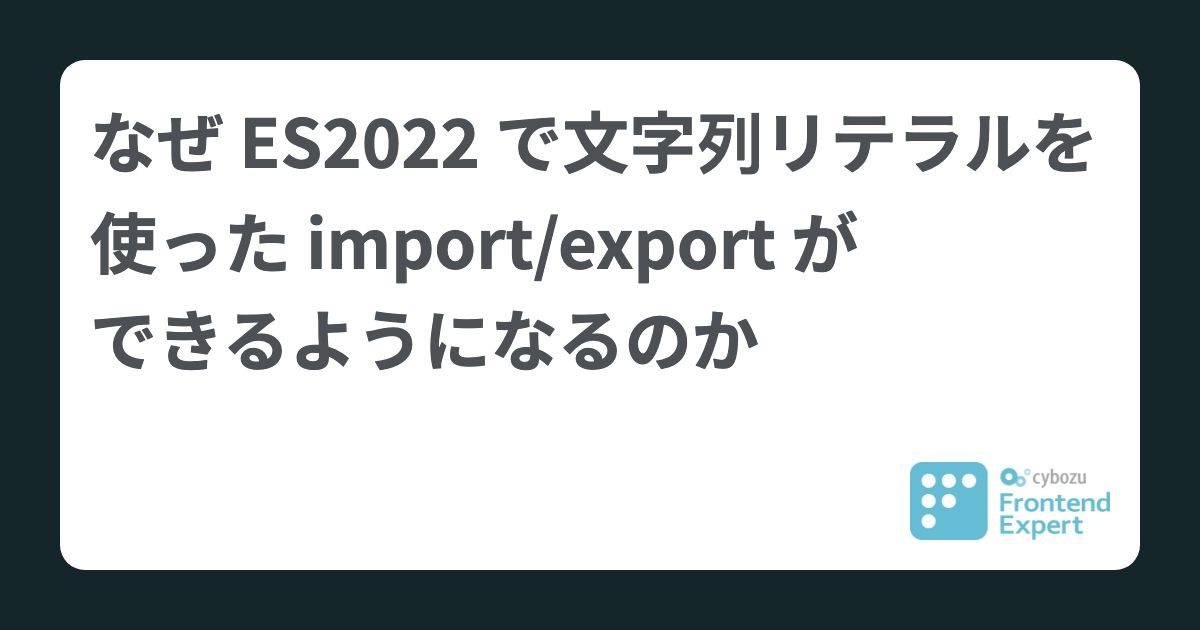 なぜ ES2022 で文字列リテラルを
使った import/export が
できるようになるのか
cybozu
Frontend
Expert